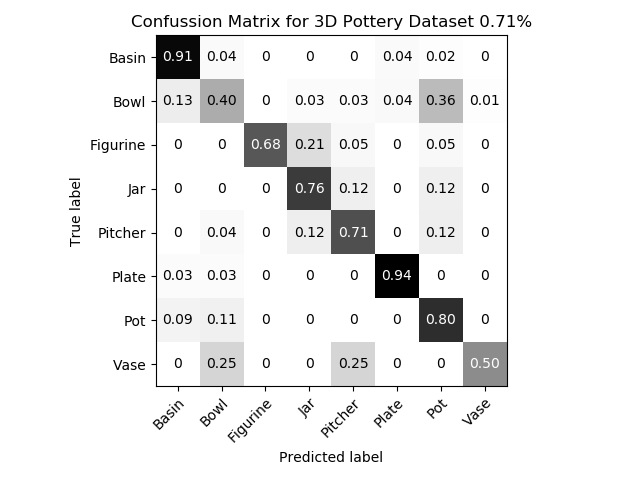 Confussion Matrix for 3D Pottery Dataset 0.71%
True label
Basin 0.91 0.04 0 0 0 0.04 0.02 0
Bowl 0.13 0.40 0 0.03 0.03 0.04 0.36 0.01
Figurine 0 0 0.68 0.21 0.05 0 0.05 0
Jar 0 0 0 0.76 0.12 0 0.12 0
Pitcher 0 0.04 0 0.12 0.71 0 0.12 0
Plate 0.03 0.03 0 0 0 0.94 0 0
Pot 0.09 0.11 0 0 0 0 0.80 0
Vase 0 0.25 0 0 0.25 0 0 0.50
Basin Bowl Figurine Jar Pitcher Plate Pot Vase
Predicted label